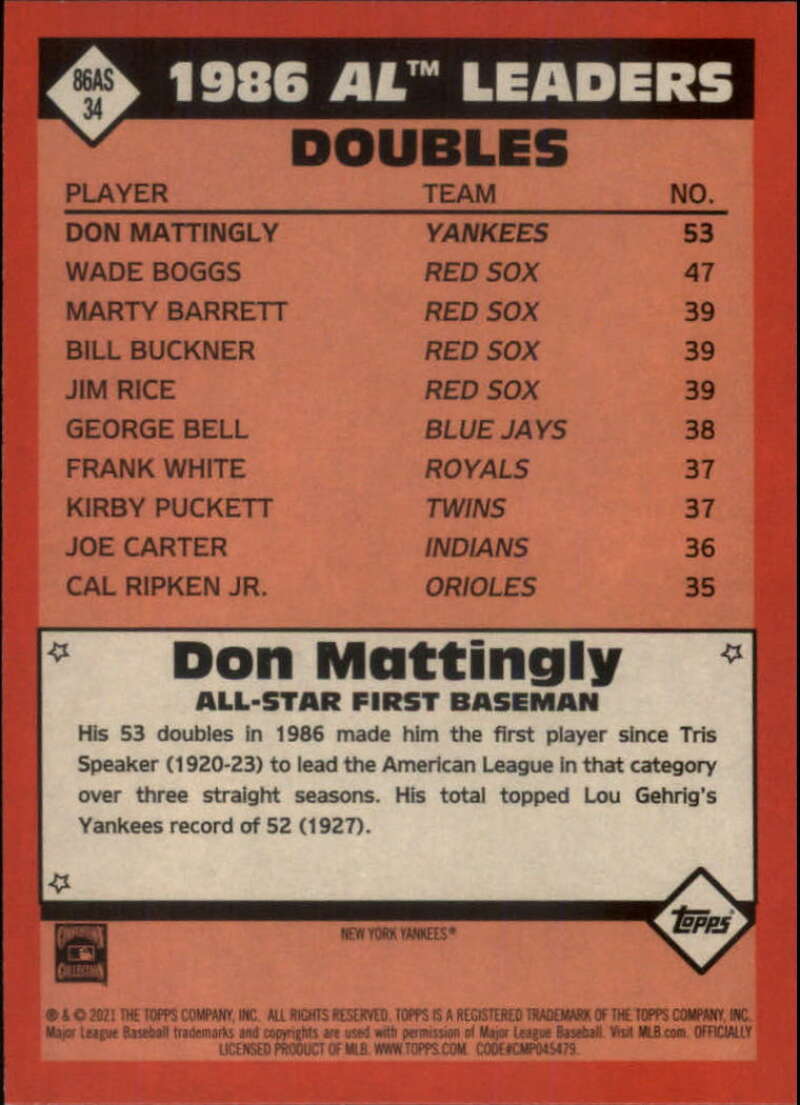 86AS
34
1986 AL™ LEADERS
DOUBLES
PLAYER TEAM NO.
DON MATTINGLY YANKEES 53
WADE BOGGS RED SOX 47
MARTY BARRETT RED SOX 39
BILL BUCKNER RED SOX 39
JIM RICE RED SOX 39
GEORGE BELL BLUE JAYS 38
FRANK WHITE ROYALS 37
KIRBY PUCKETT TWINS 37
JOE CARTER INDIANS 36
CAL RIPKEN JR. ORIOLES 35
Don Mattingly
ALL-STAR FIRST BASEMAN
His 53 doubles in 1986 made him the first player since Tris
Speaker (1920-23) to lead the American League in that category
over three straight seasons. His total topped Lou Gehrig's
Yankees record of 52 (1927).
topps®
COOPERSTOWN
COLLECTION
NEW YORK YANKEES®
® & © 2021 THE TOPPS COMPANY, INC. ALL RIGHTS RESERVED. TOPPS IS A REGISTERED TRADEMARK OF THE TOPPS COMPANY, INC.
Major League Baseball trademarks and copyrights are used with permission of Major League Baseball. Visit MLB.com. OFFICIALLY
LICENSED PRODUCT OF MLB. WWW.TOPPS.COM. CODE#CMP045479.